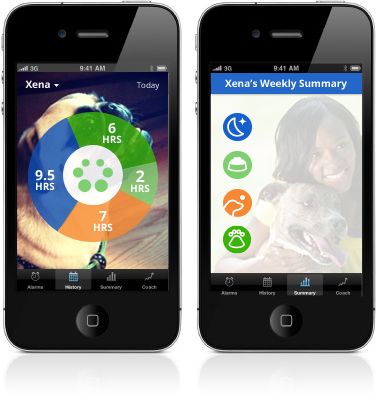 3G
9:41 AM
Xena
Today
6
HRS
9.5
HRS
2
HRS
7
HRS
Alarms
History
Summary
Coach
3G
9:41 AM
Xena's Weekly Summary
Alarms
History
Summary
Coach